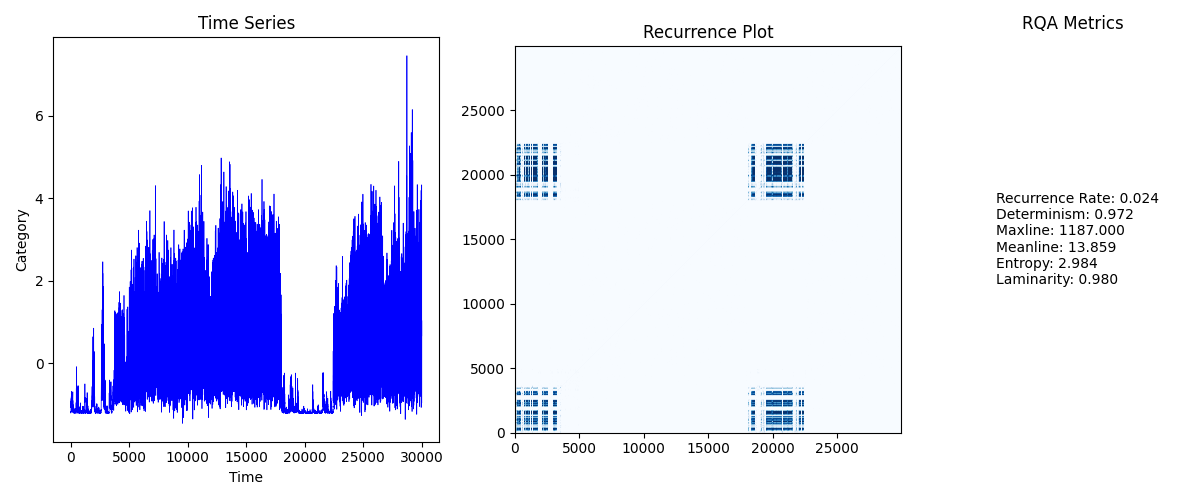 Time Series
Category
6
4
2
0
0 5000 10000 15000 20000 25000 30000
Time
Recurrence Plot
25000
20000
15000
10000
5000
0
0 5000 10000 15000 20000 25000
RQA Metrics
Recurrence Rate: 0.024
Determinism: 0.972
Maxline: 1187.000
Meanline: 13.859
Entropy: 2.984
Laminarity: 0.980